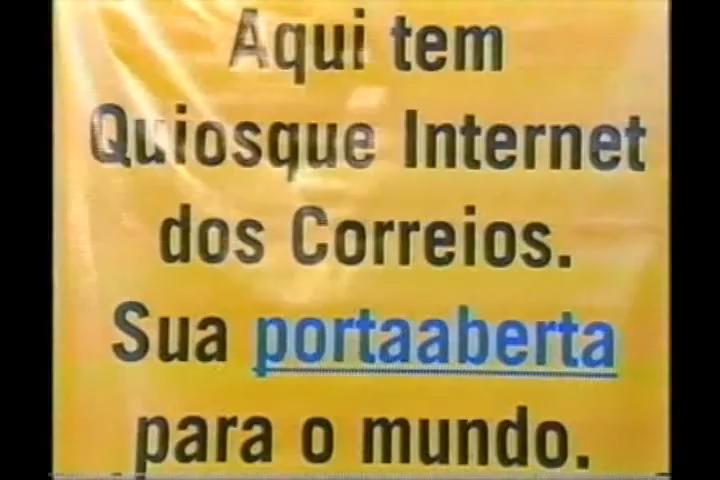 Aqui tem
Quiosque Internet
dos Correios.
Sua portaaberta
para o mundo.